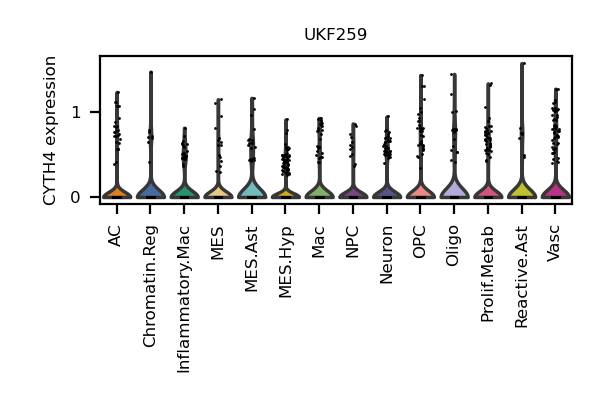 UKF259
CYTH4 expression
1
0
AC
Chromatin.Reg
Inflammatory.Mac
MES
MES.Ast
MES.Hyp
Mac
NPC
Neuron
OPC
Oligo
Prolif.Metab
Reactive.Ast
Vasc